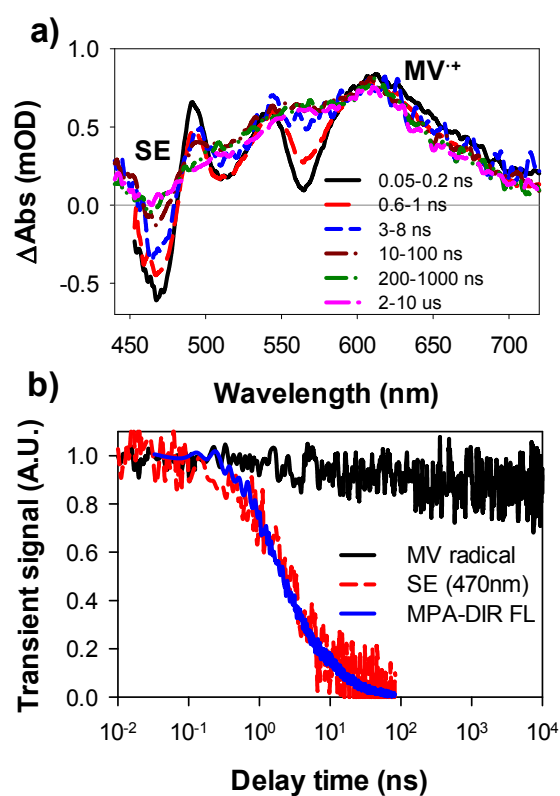 a)
ΔAbs (mOD)
1.0
0.5
0.0
-0.5
SE
MV·+
0.05-0.2 ns
0.6-1 ns
3-8 ns
10-100 ns
200-1000 ns
2-10 us
450 500 550 600 650 700
Wavelength (nm)
b)
Transient signal (A.U.)
1.0
0.8
0.6
0.4
0.2
0.0
MV radical
SE (470nm)
MPA-DIR FL
10-2 10-1 100 101 102 103 104
Delay time (ns)